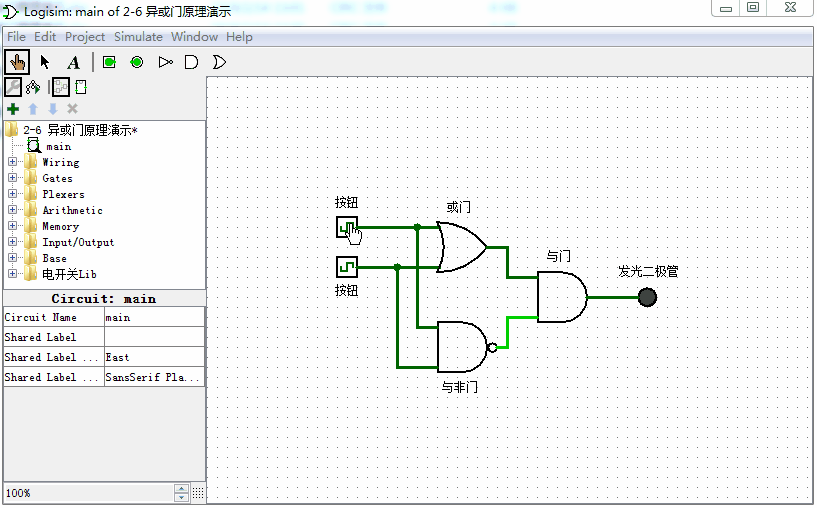 Logisim: main of 2-6 异或门原理演示
File Edit Project Simulate Window Help
A
2-6 异或门原理演示*
main
Wiring
Gates
Plexers
Arithmetic
Memory
Input/Output
Base
电开关Lib
Circuit: main
Circuit Name main
Shared Label
Shared Label ... East
Shared Label ... SansSerif Pla...
100%
按钮
或门
与门
发光二极管
按钮
与非门